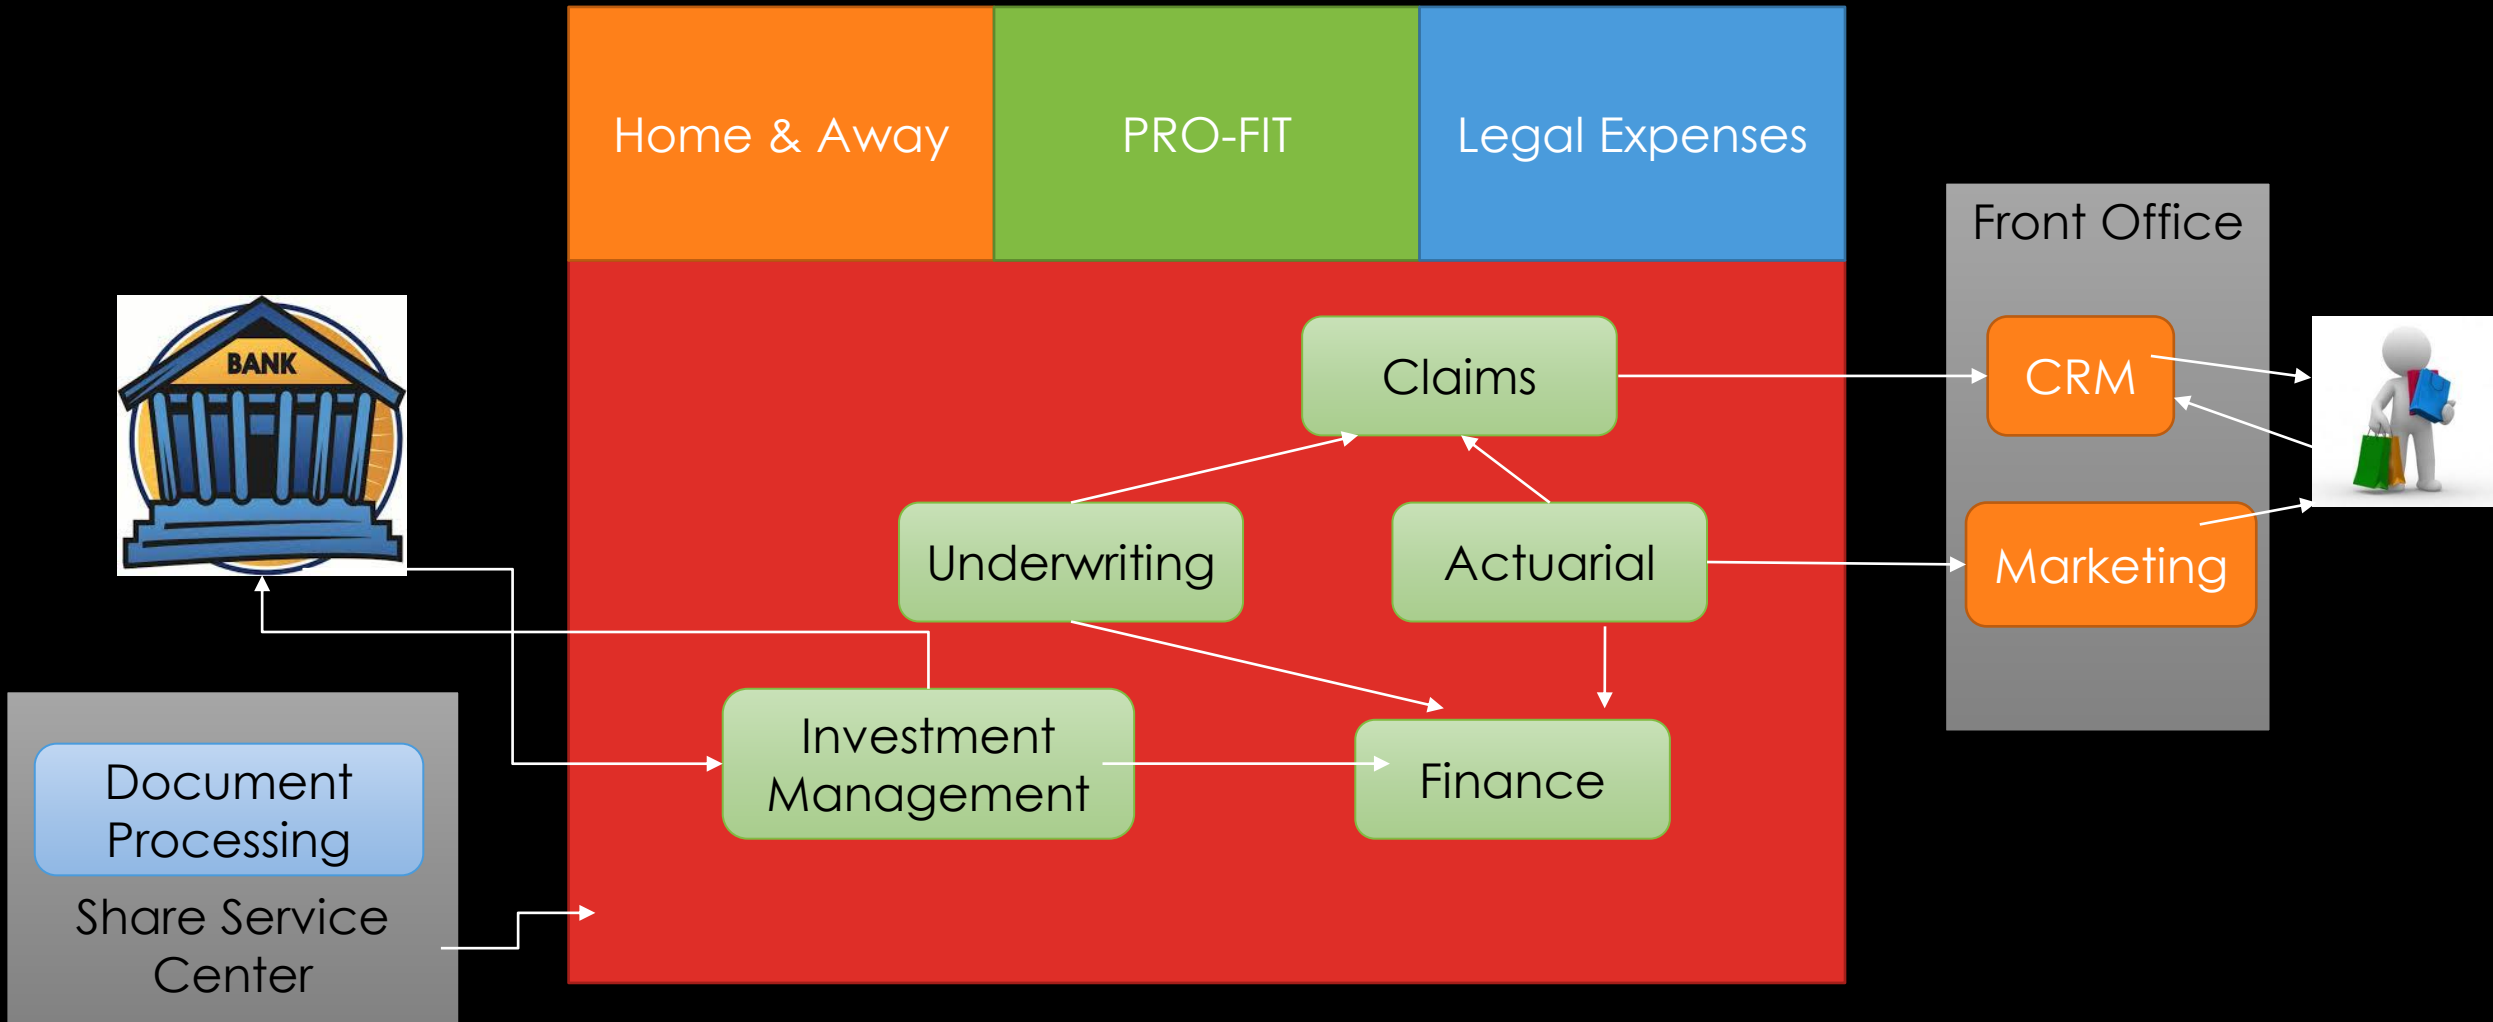 Home & Away
PRO-FIT
Legal Expenses
Front Office
BANK
Claims
CRM
Underwriting
Actuarial
Marketing
Investment
Management
Finance
Document
Processing
Share Service
Center